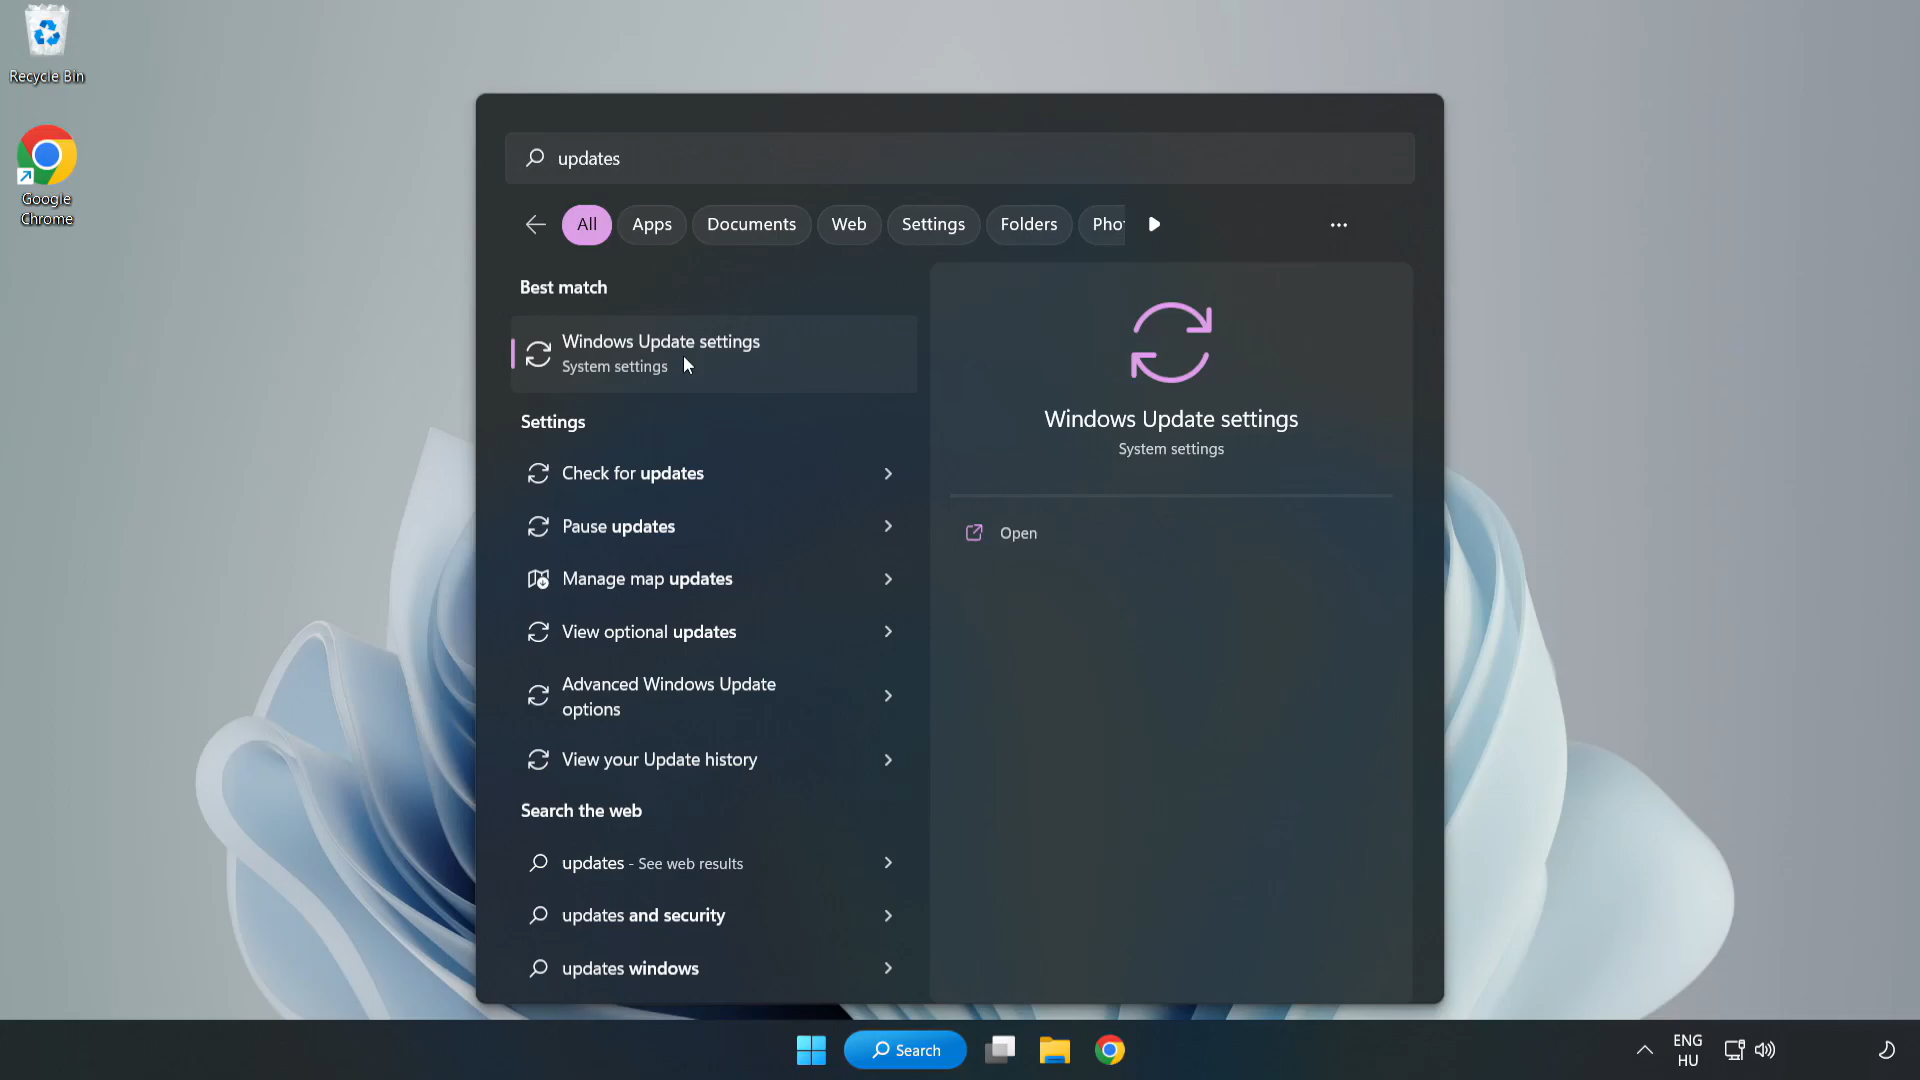 Recycle Bin
Google
Chrome
updates
All
Apps
Documents
Web
Settings
Folders
Pho
Best match
Windows Update settings
System settings
Settings
Check for updates
Pause updates
Manage map updates
View optional updates
Advanced Windows Update
options
View your Update history
Search the web
updates - See web results
updates and security
updates windows
Windows Update settings
System settings
Open
Search
ENG
HU